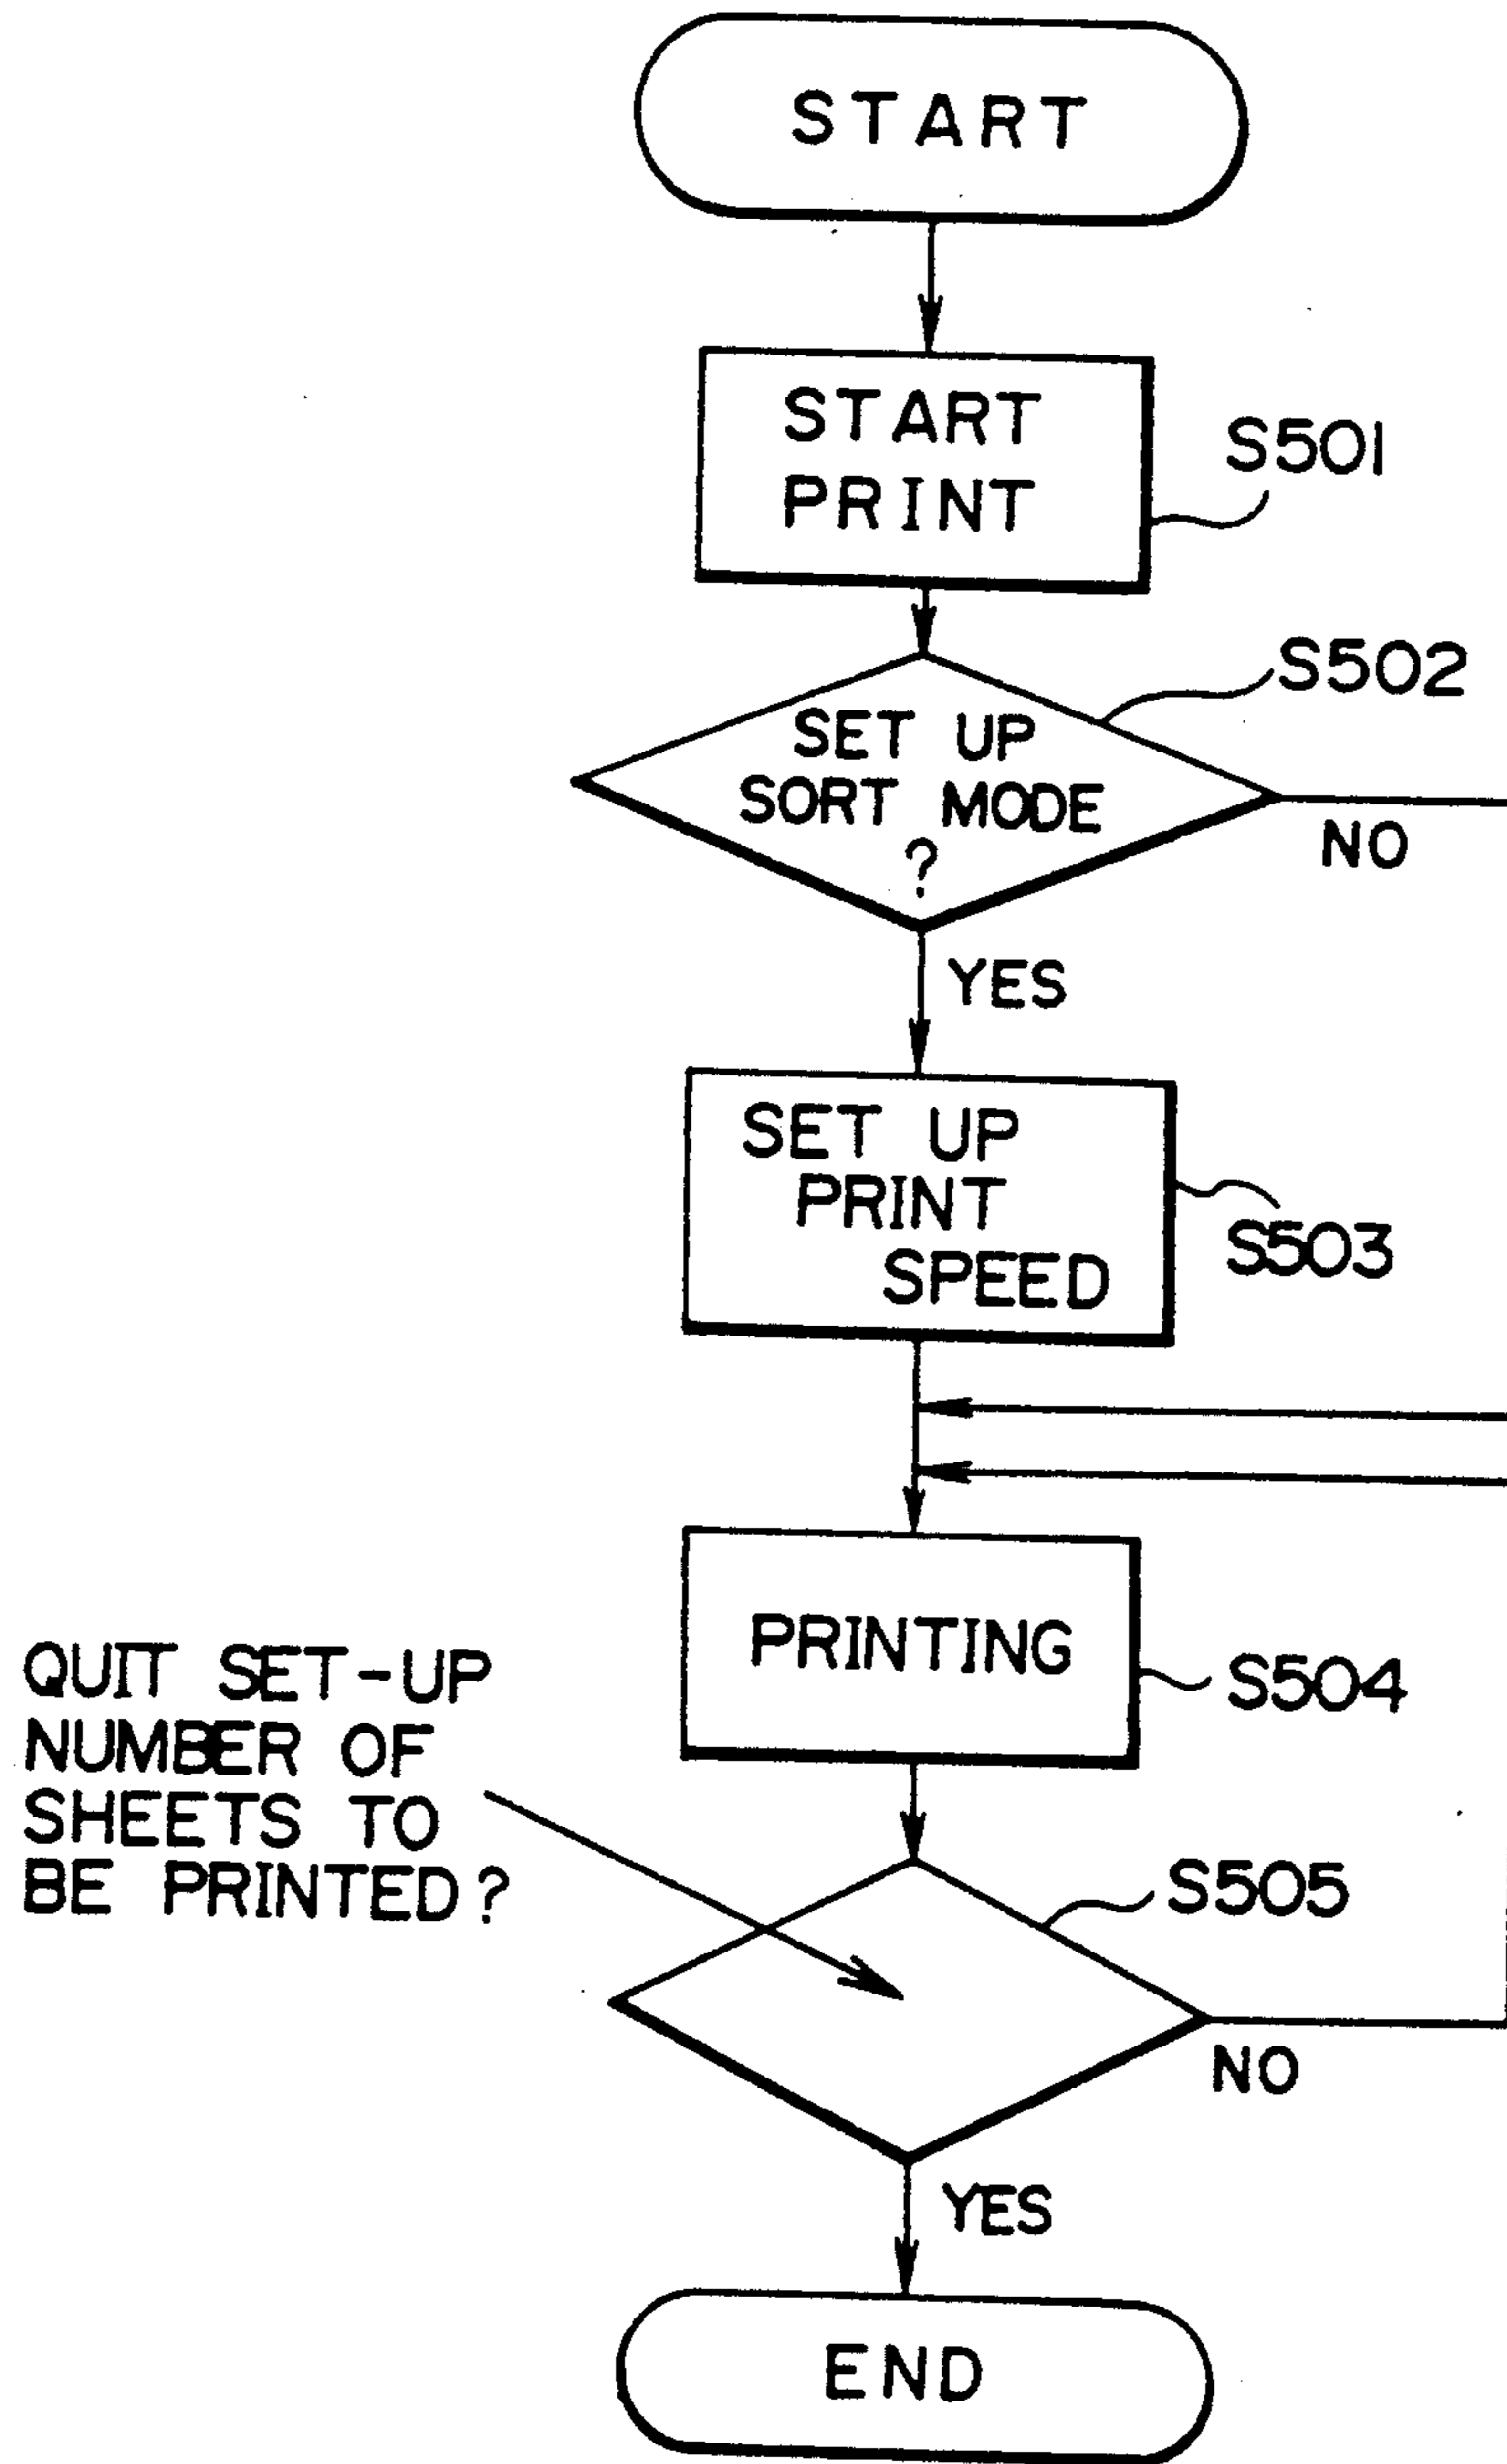 START
START
PRINT
S501
S502
SET UP
SORT MODE
?
NO
YES
SET UP
PRINT
SPEED
S503
PRINTING
S504
QUIT SET-UP
NUMBER OF
SHEETS TO
BE PRINTED?
S505
NO
YES
END